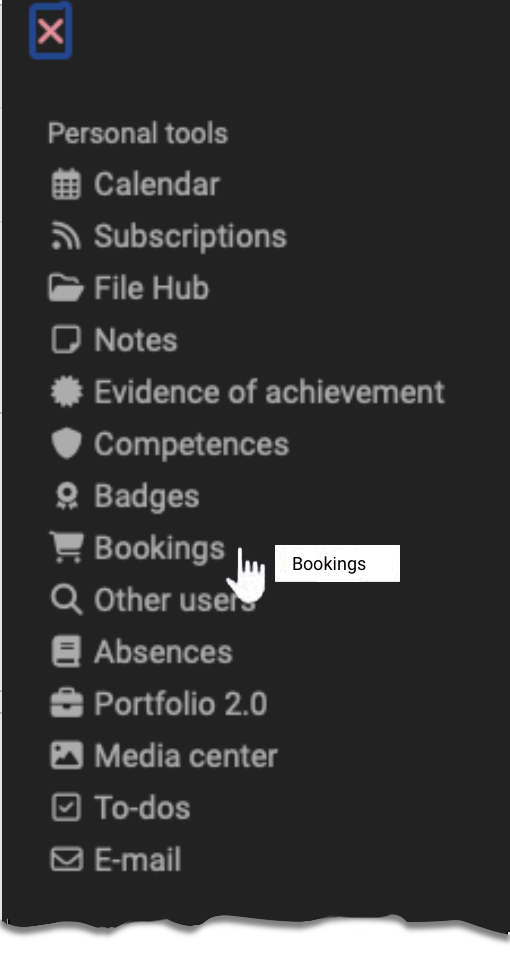 Personal tools
Calendar
Subscriptions
File Hub
Notes
Evidence of achievement
Competences
Badges
Bookings
Bookings
Other users
Absences
Portfolio 2.0
Media center
To-dos
E-mail